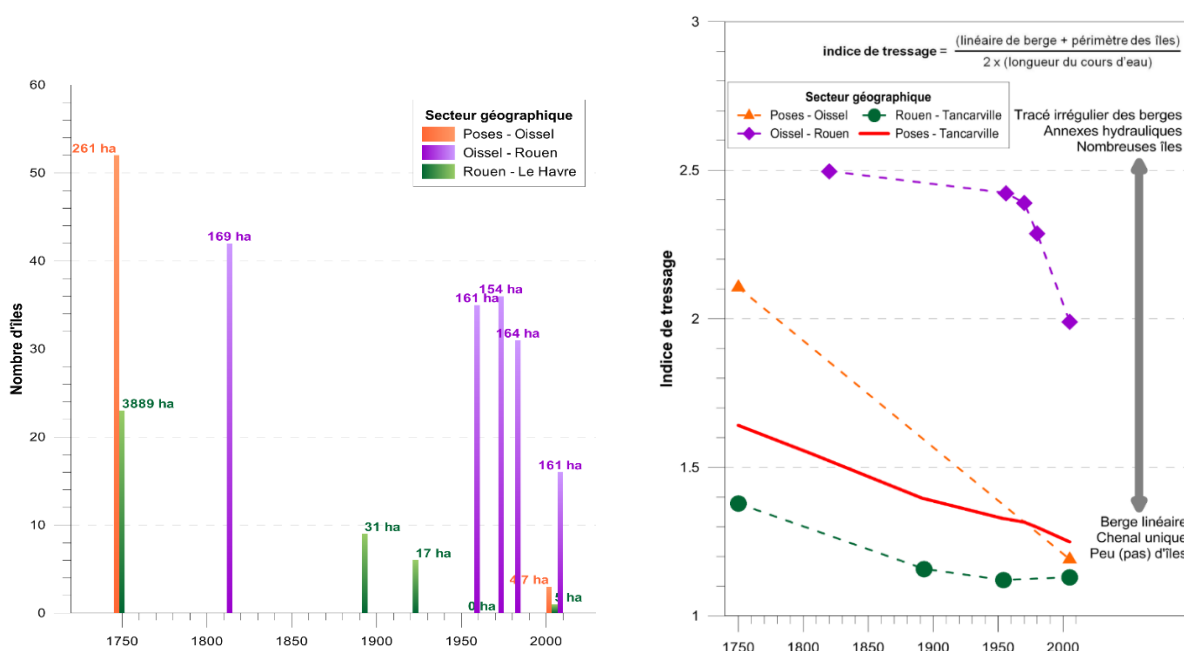 60
50
40
30
20
10
0
Nombre d'îles
1750
1800
1850
1900
1950
2000
Secteur géographique
Poses - Oissel
Oissel - Rouen
Rouen - Le Havre
261 ha
3889 ha
169 ha
31 ha
17 ha
0 ha
161 ha
154 ha
164 ha
161 ha
3
2.5
2
1.5
1
Indice de tressage
1750
1800
1850
1900
1950
2000
indice de tressage = (linéaire de berge + périmètre des îles)
2 x (longueur du cours d'eau)
Secteur géographique
Poses - Oissel
Rouen - Tancarville
Oissel - Rouen
Poses - Tancarville
Tracé irrégulier des berges
Annexes hydrauliques
Nombreuses îles
Berge linéaire
Chenal unique
Peu (pas) d'îles